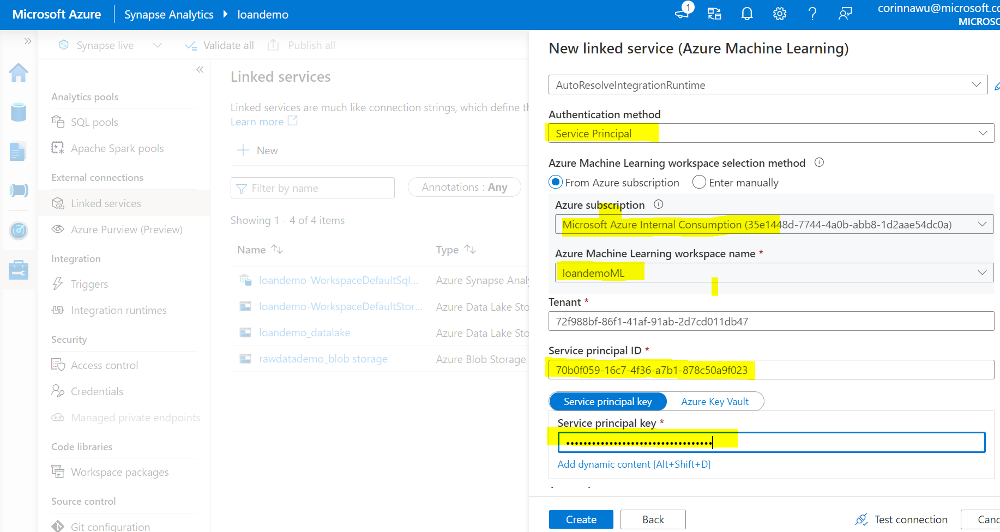 Microsoft Azure
Synapse Analytics
loandemo
1
corinnawu@microsoft.co
MICROSO
Synapse live
Validate all
Publish all
Analytics pools
SQL pools
Apache Spark pools
External connections
Linked services
Azure Purview (Preview)
Integration
Triggers
Integration runtimes
Security
Access control
Credentials
Managed private endpoints
Code libraries
Workspace packages
Source control
Git configuration
Linked services
Linked services are much like connection strings, which define th
Learn more
New
Filter by name
Annotations : Any
Showing 1 - 4 of 4 items
Name
Type
loandemo-WorkspaceDefaultSql...
Azure Synapse Analy
loandemo-WorkspaceDefaultStor...
Azure Data Lake Sto
loandemo_datalake
Azure Data Lake Sto
rawdatademo_blob storage
Azure Blob Storage
New linked service (Azure Machine Learning)
AutoResolveIntegrationRuntime
Authentication method
Service Principal
Azure Machine Learning workspace selection method
From Azure subscription
Enter manually
Azure subscription
Microsoft Azure Internal Consumption (35e1448d-7744-4a0b-abb8-1d2aae54dc0a)
Azure Machine Learning workspace name *
loandemoML
Tenant *
72f988bf-86f1-41af-91ab-2d7cd011db47
Service principal ID *
70b0f059-16c7-4f36-a7b1-878c50a9f023
Service principal key
Azure Key Vault
Service principal key *
Add dynamic content [Alt+Shift+D]
Create
Back
Test connection
Canc